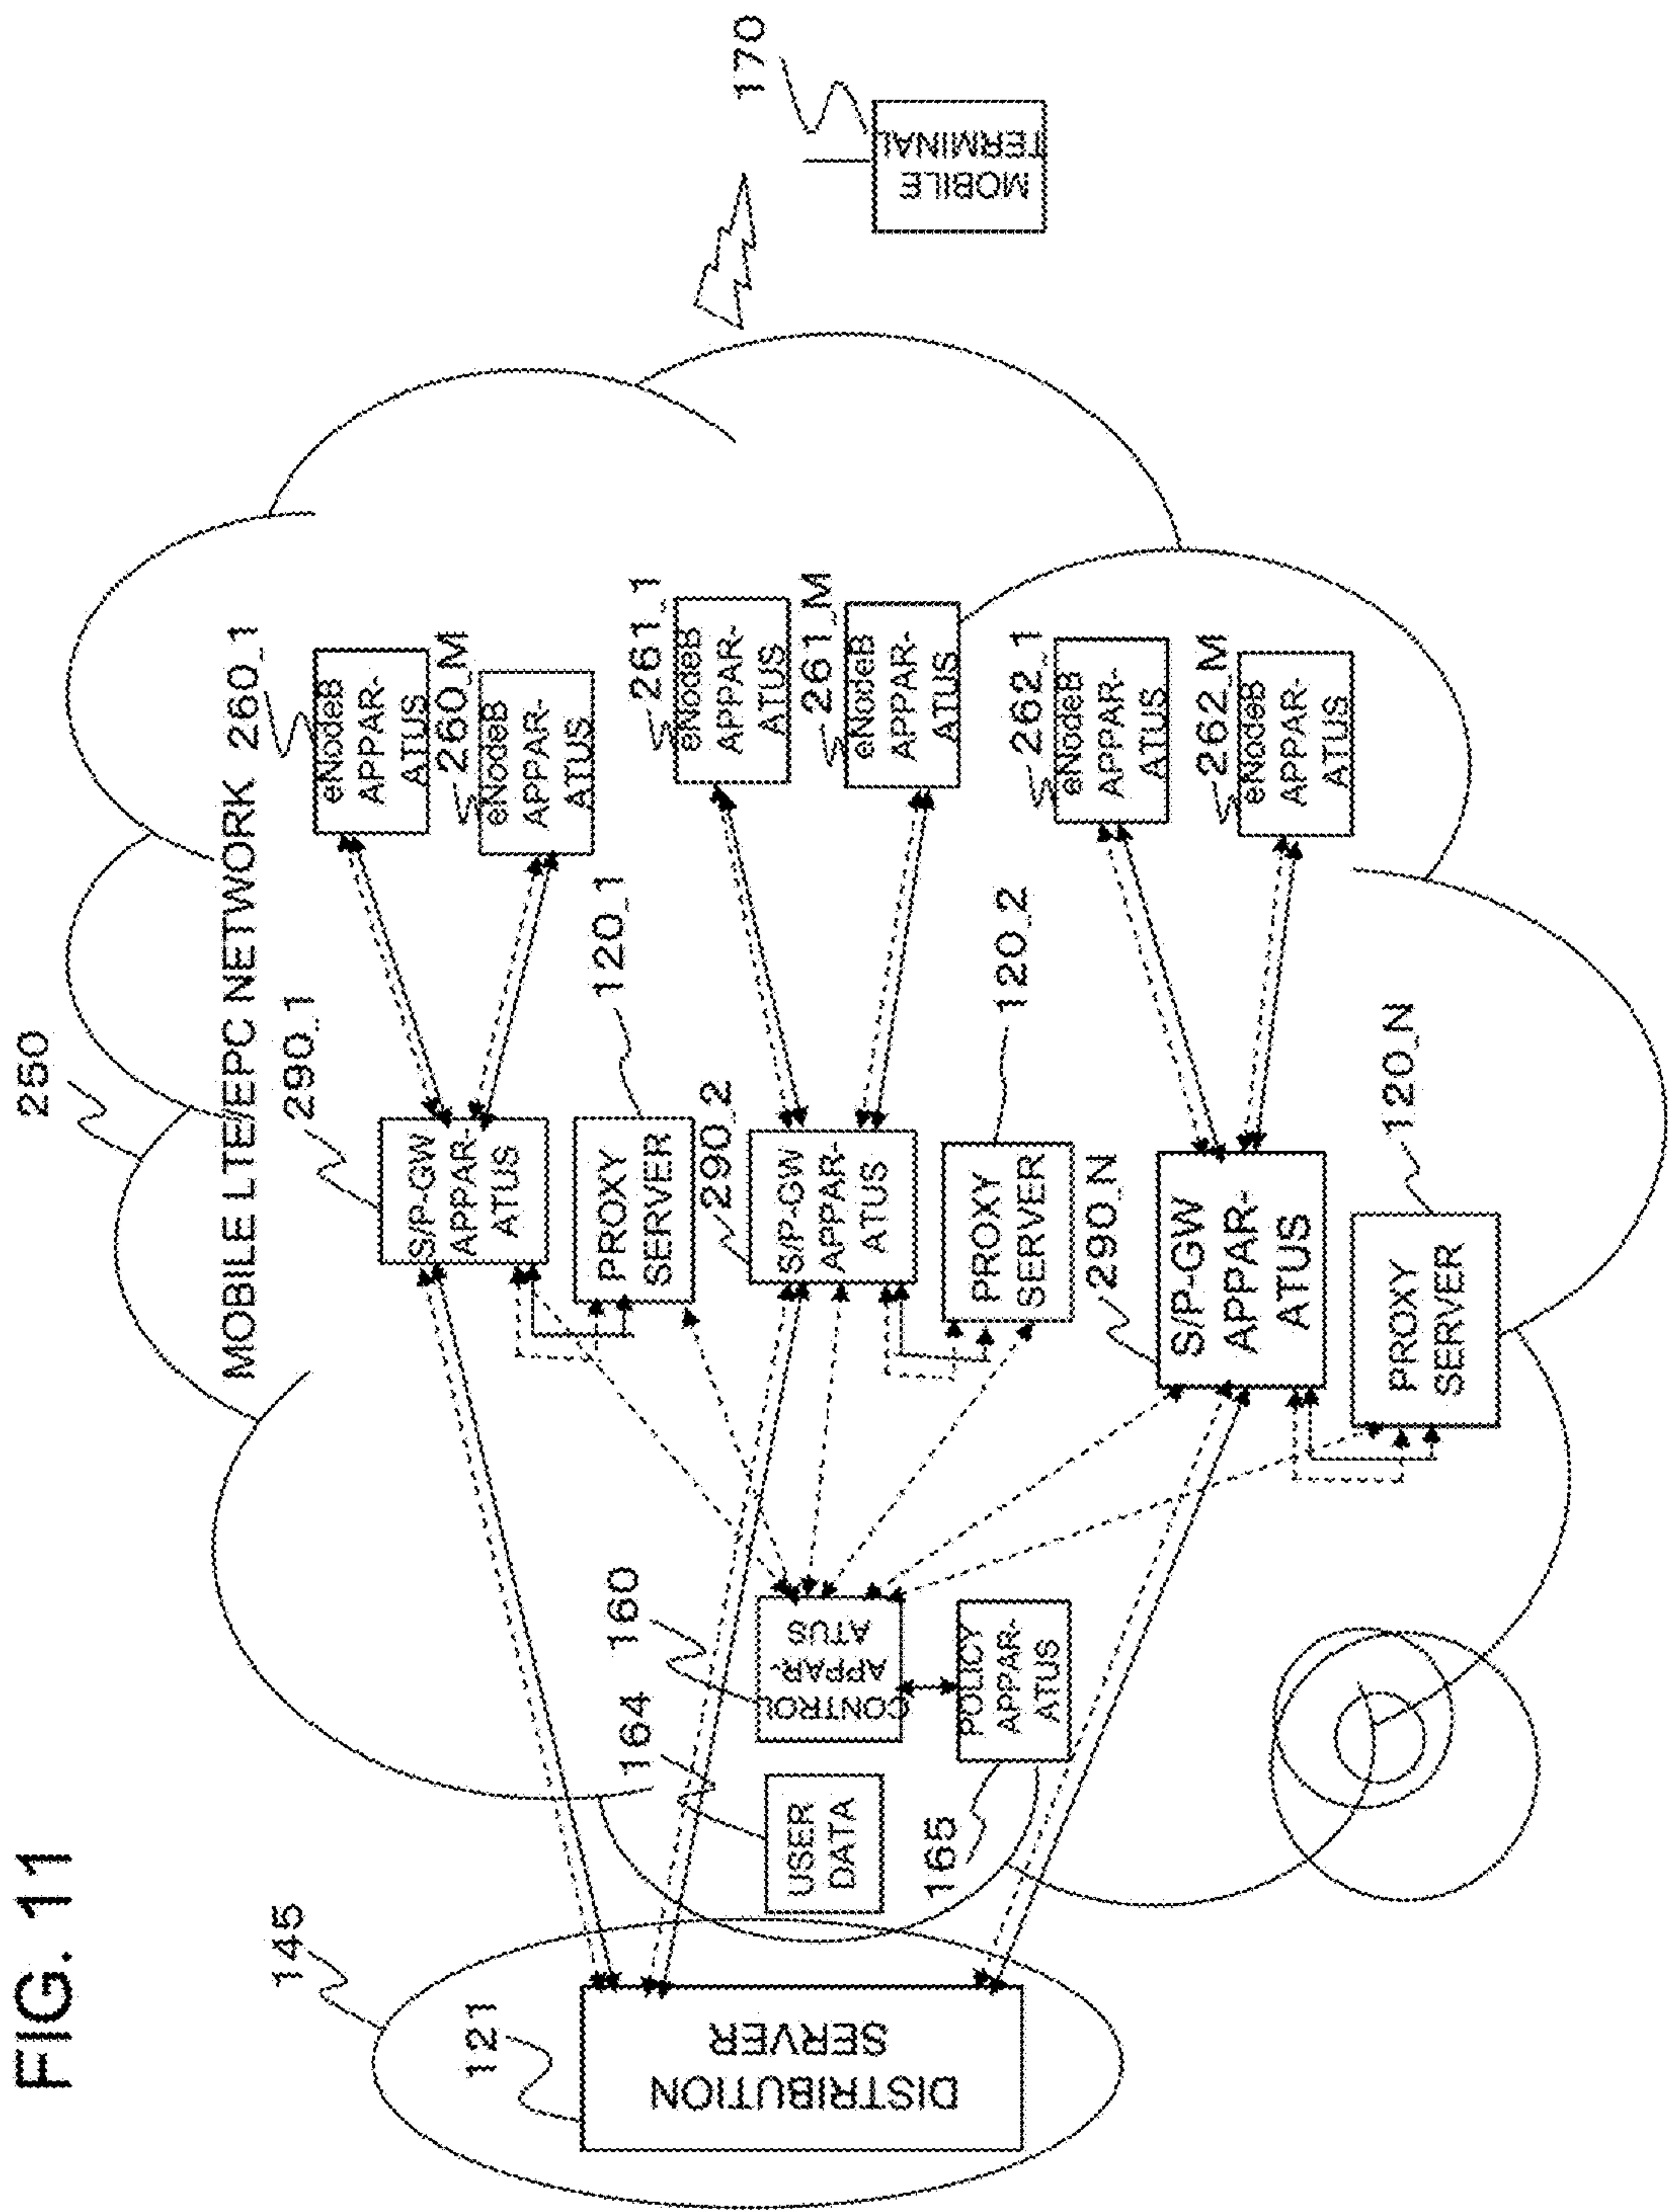 FIG. 11
250
MOBILE LTE/EPC NETWORK
145
121
DISTRIBUTION
SERVER
164
USER
DATA
160
CONTROL
APPAR-
ATUS
165
POLICY
APPAR-
ATUS
290_1
S/P-GW
APPAR-
ATUS
120_1
PROXY
SERVER
290_2
S/P-GW
APPAR-
ATUS
120_2
PROXY
SERVER
290_N
S/P-GW
APPAR-
ATUS
120_N
PROXY
SERVER
260_1
eNodeB
APPAR-
ATUS
260_M
eNodeB
APPAR-
ATUS
261_1
eNodeB
APPAR-
ATUS
261_M
eNodeB
APPAR-
ATUS
262_1
eNodeB
APPAR-
ATUS
262_M
eNodeB
APPAR-
ATUS
170
MOBILE
TERMINAL